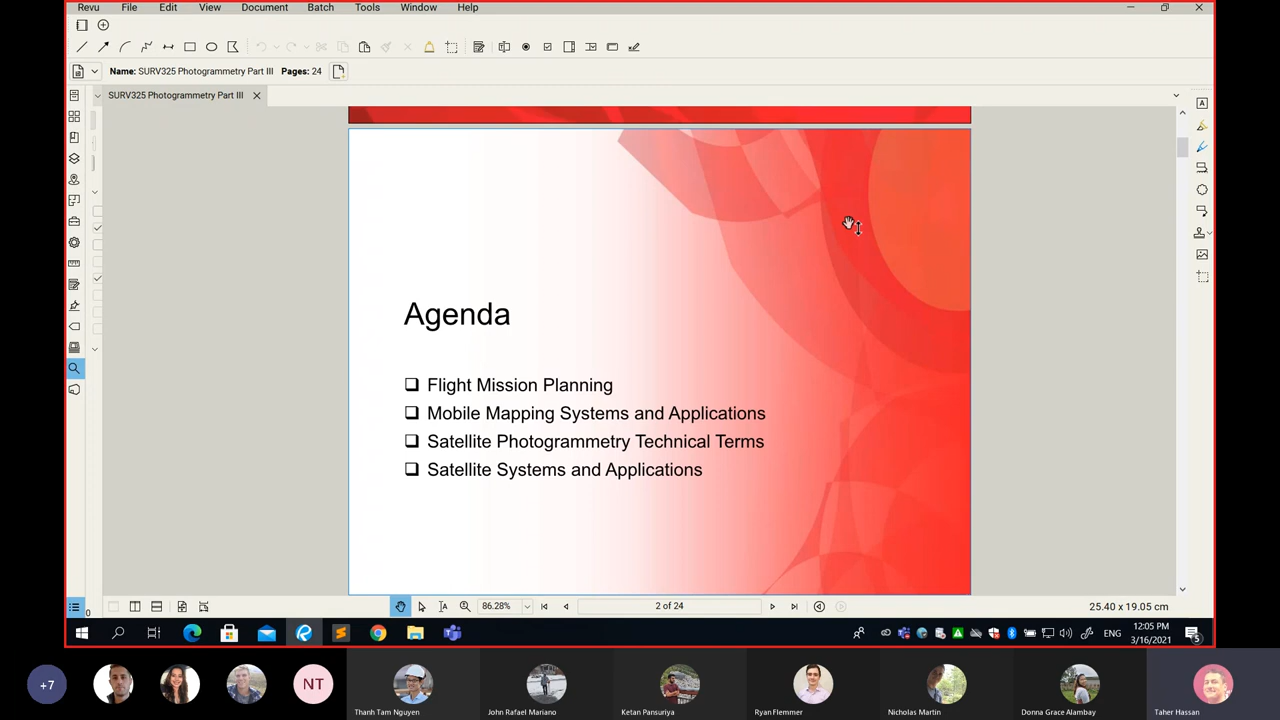 Revu File Edit View Document Batch Tools Window Help
Name: SURV325 Photogrammetry Part III Pages: 24
SURV325 Photogrammetry Part III
Agenda
Flight Mission Planning
Mobile Mapping Systems and Applications
Satellite Photogrammetry Technical Terms
Satellite Systems and Applications
0 86.28% 2 of 24 25.40 x 19.05 cm
ENG 12:05 PM
3/16/2021
5
+7 NT
Thanh Tam Nguyen John Rafael Mariano Ketan Pansuriya Ryan Flemmer Nicholas Martin Donna Grace Alambay Taher Hassan